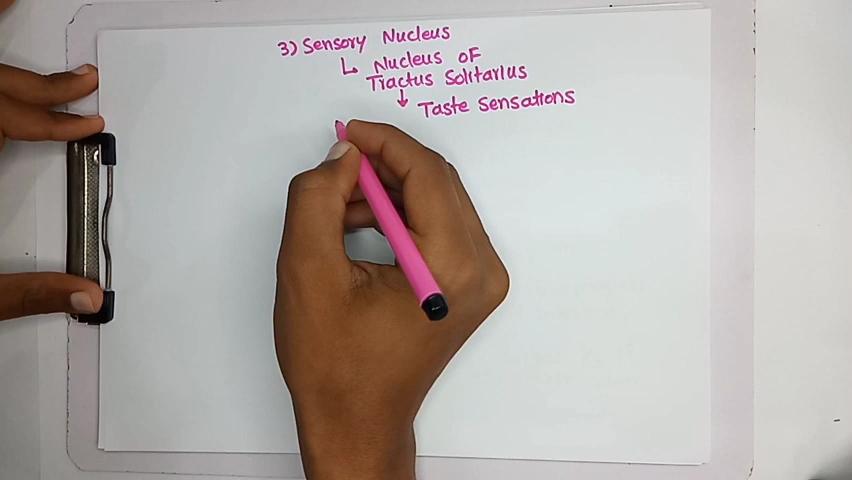 3) Sensory Nucleus
Nucleus of
Tractus Solitarius
Taste Sensations